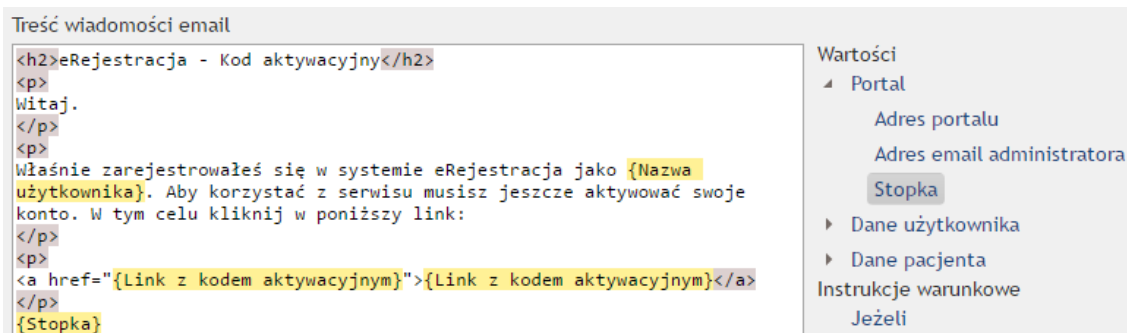 Treść wiadomości email
<h2>eRejestracja - Kod aktywacyjny</h2>
<p>
Witaj.
</p>
<p>
Właśnie zarejestrowałeś się w systemie eRejestracja jako {Nazwa
użytkownika}. Aby korzystać z serwisu musisz jeszcze aktywować swoje
konto. W tym celu kliknij w poniższy link:
</p>
<p>
<a href="{Link z kodem aktywacyjnym}">{Link z kodem aktywacyjnym}</a>
</p>
{Stopka}
Wartości
Portal
Adres portalu
Adres email administratora
Stopka
Dane użytkownika
Dane pacjenta
Instrukcje warunkowe
Jeżeli